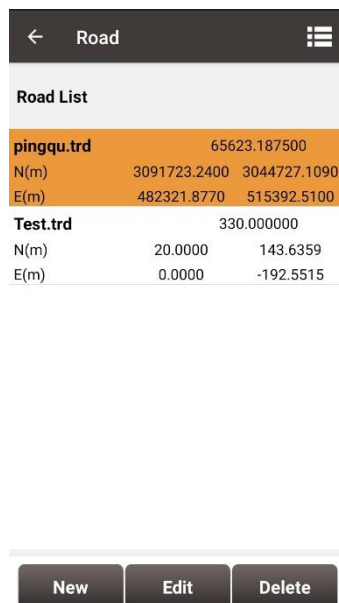 Road
Road List
pingqu.trd 65623.187500
N(m) 3091723.2400 3044727.1090
E(m) 482321.8770 515392.5100
Test.trd 330.000000
N(m) 20.0000 143.6359
E(m) 0.0000 -192.5515
New Edit Delete